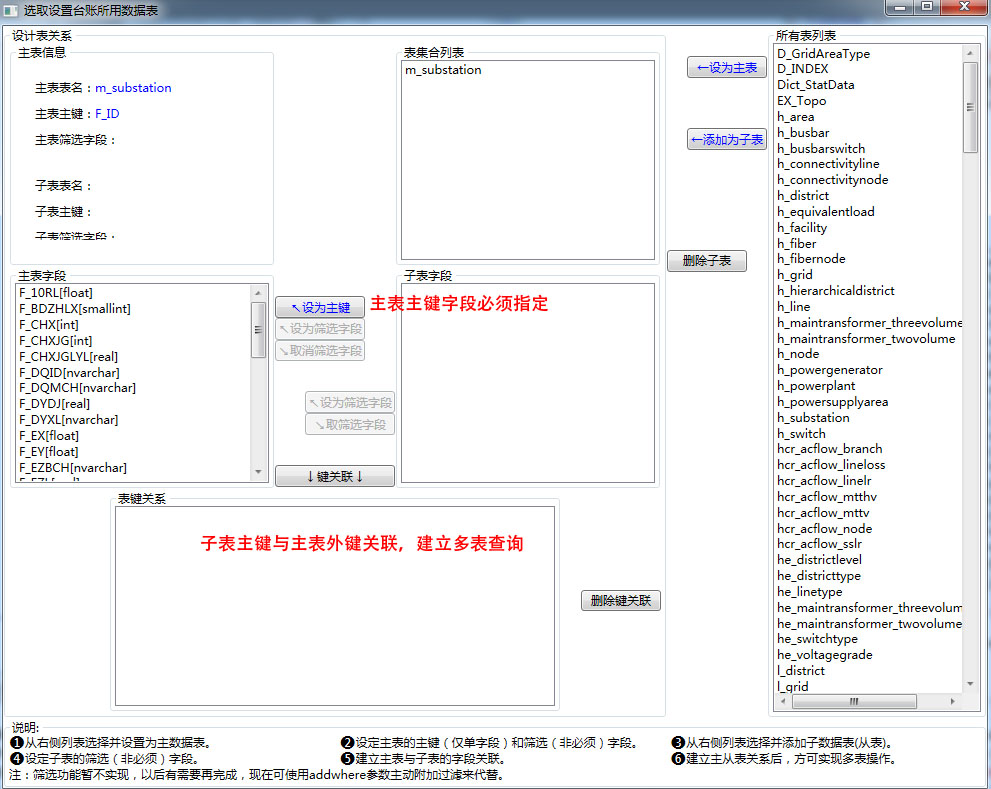 选取设置台账所用数据表
设计表关系
主表信息
主表表名：m_substation
主表主键：F_ID
主表筛选字段：
子表表名：
子表主键：
子表筛选字段：
表集合列表
m_substation
←设为主表
←添加为子表
删除子表
主表字段
F_10RL[float]
F_BDZHLX[smallint]
F_CHX[int]
F_CHXJG[int]
F_CHXJGLYL[real]
F_DQID[nvarchar]
F_DQMCH[nvarchar]
F_DYDJ[real]
F_DYXL[nvarchar]
F_EX[float]
F_EY[float]
F_EZBCH[nvarchar]
↖设为主键
↖设为筛选字段
↘取消筛选字段
↖设为筛选字段
↘取筛选字段
↓键关联↓
子表字段
主表主键字段必须指定
表键关系
子表主键与主表外键关联，建立多表查询
删除键关联
所有表列表
D_GridAreaType
D_INDEX
Dict_StatData
EX_Topo
h_area
h_busbar
h_busbarswitch
h_connectivityline
h_connectivitynode
h_district
h_equivalentload
h_facility
h_fiber
h_fibernode
h_grid
h_hierarchicaldistrict
h_line
h_maintransformer_threevolume
h_maintransformer_twovolume
h_node
h_powergenerator
h_powerplant
h_powersupplyarea
h_substation
h_switch
hcr_acflow_branch
hcr_acflow_lineloss
hcr_acflow_linelr
hcr_acflow_mtthv
hcr_acflow_mttv
hcr_acflow_node
hcr_acflow_sslr
he_districtlevel
he_districttype
he_linetype
he_maintransformer_threevolum
he_maintransformer_twovolume
he_switchtype
he_voltagegrade
l_district
l_grid
说明:
❶从右侧列表选择并设置为主数据表。
❷设定主表的主键（仅单字段）和筛选（非必须）字段。
❸从右侧列表选择并添加子数据表(从表)。
❹设定子表的筛选（非必须）字段。
❺建立主表与子表的字段关联。
❻建立主从表关系后，方可实现多表操作。
注：筛选功能暂不实现，以后有需要再完成，现在可使用addwhere参数主动附加过滤来代替。